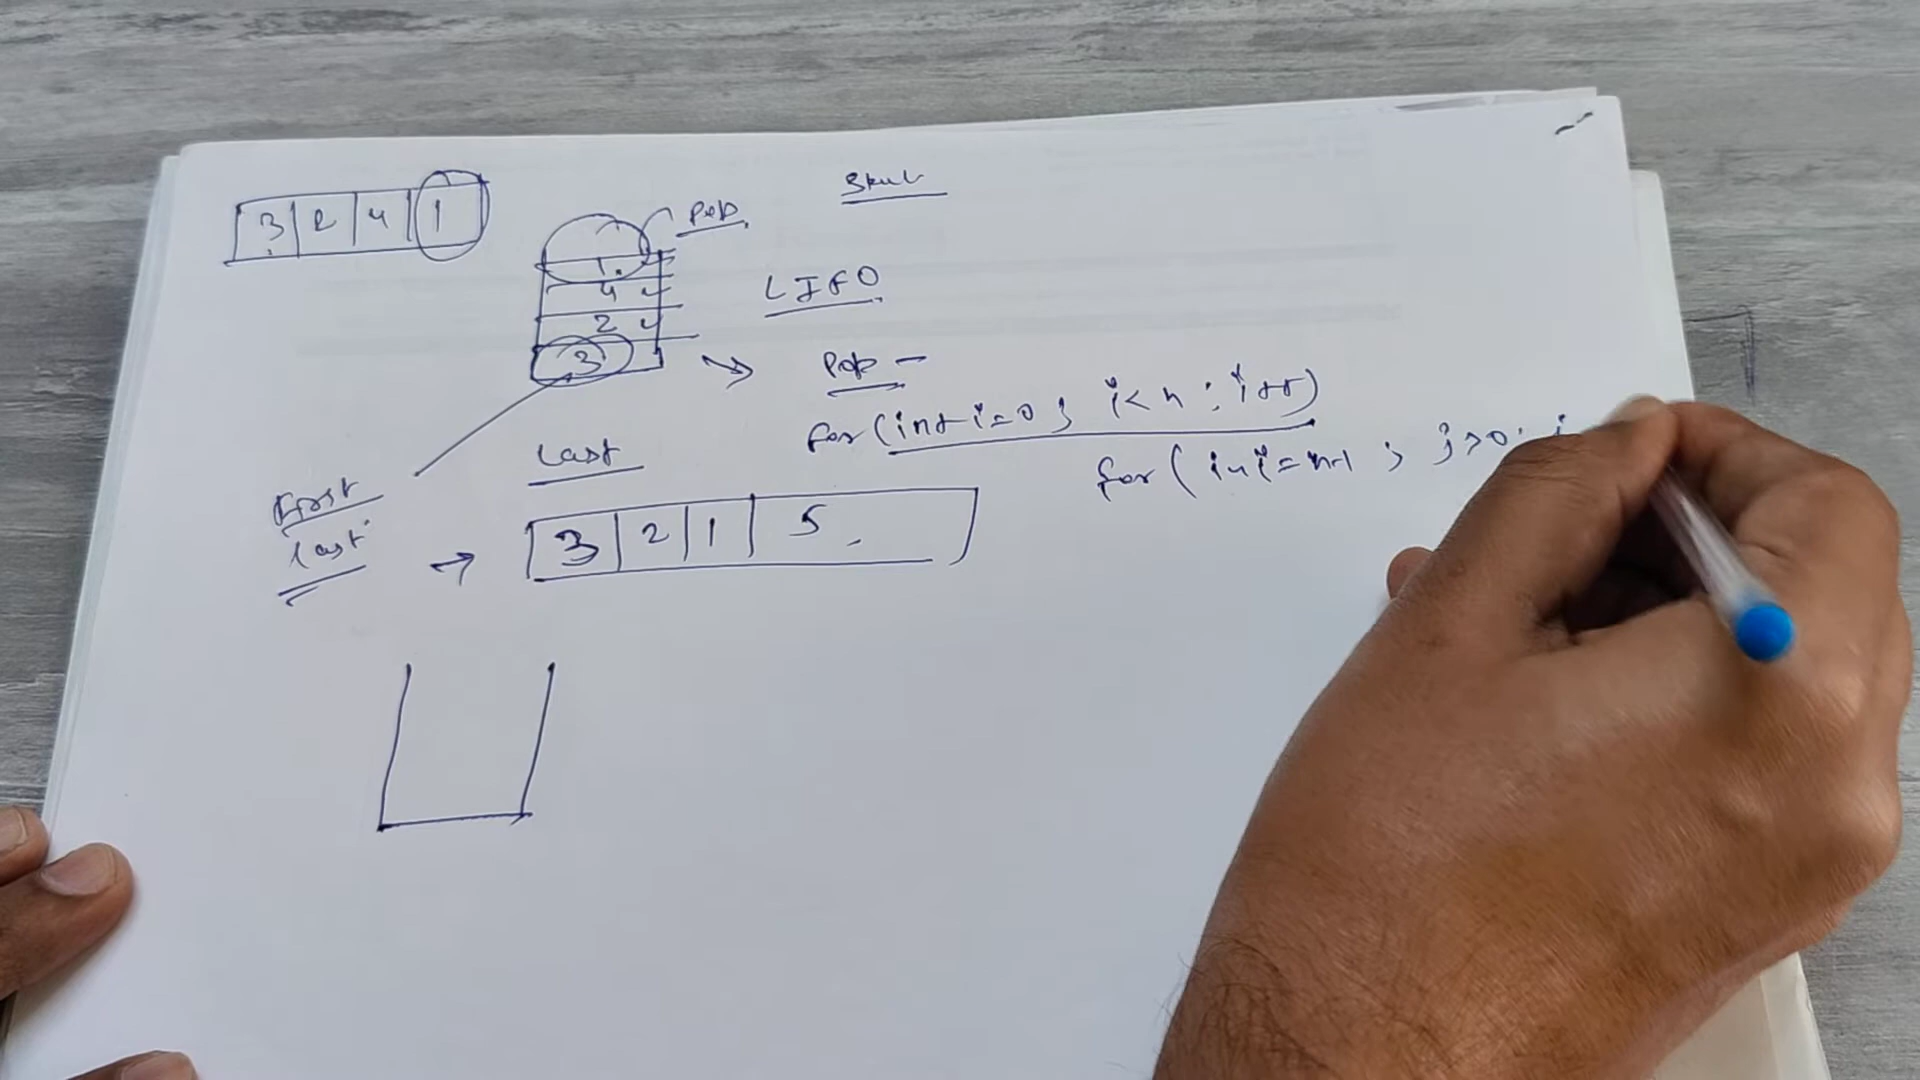 3 2 4 1
Pop
1
4
2
3
LIFO
Pop -
for (int i=0; i<n; i++)
for (int i=n-1; j>0; i
Last
First
last
→ 3 2 1 5